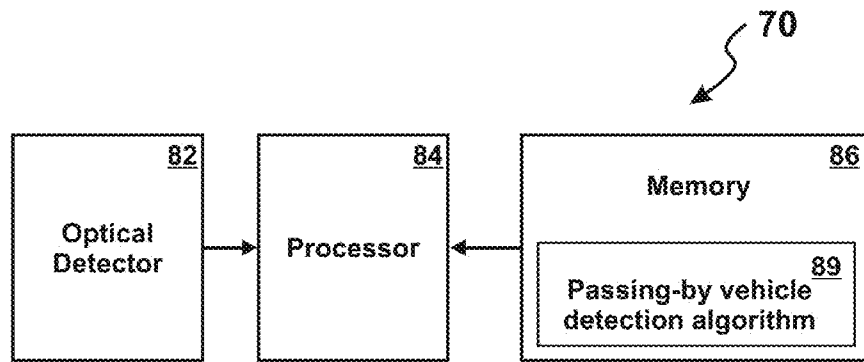 70
82
Optical
Detector
84
Processor
86
Memory
89
Passing-by vehicle
detection algorithm